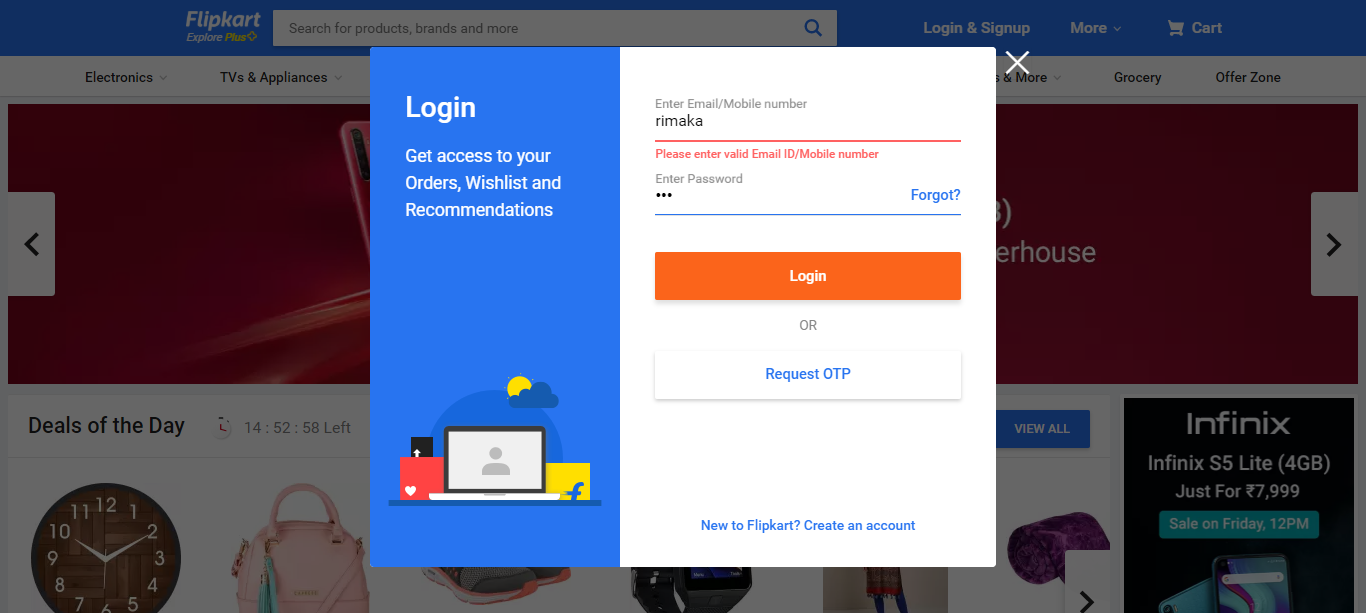 Flipkart
Explore Plus
Search for products, brands and more
Login & Signup
More
Cart
Electronics
TVs & Appliances
s & More
Grocery
Offer Zone
Login
Get access to your
Orders, Wishlist and
Recommendations
Enter Email/Mobile number
rimaka
Please enter valid Email ID/Mobile number
Enter Password
•••
Forgot?
Login
OR
Request OTP
New to Flipkart? Create an account
3)
erhouse
Deals of the Day
14 : 52 : 58 Left
VIEW ALL
Infinix
Infinix S5 Lite (4GB)
Just For ₹7,999
Sale on Friday, 12PM
11 12 1
10 2
9 3
8 4
7 6 5